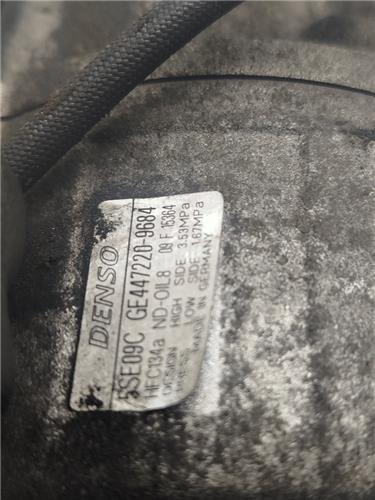 DENSO
5SE09C GE447220-9684
HFC134a ND-OIL8 09 F 15364
DESIGN HIGH SIDE 3.53MPa
PRESS LOW SIDE 1.67MPa
MADE IN GERMANY